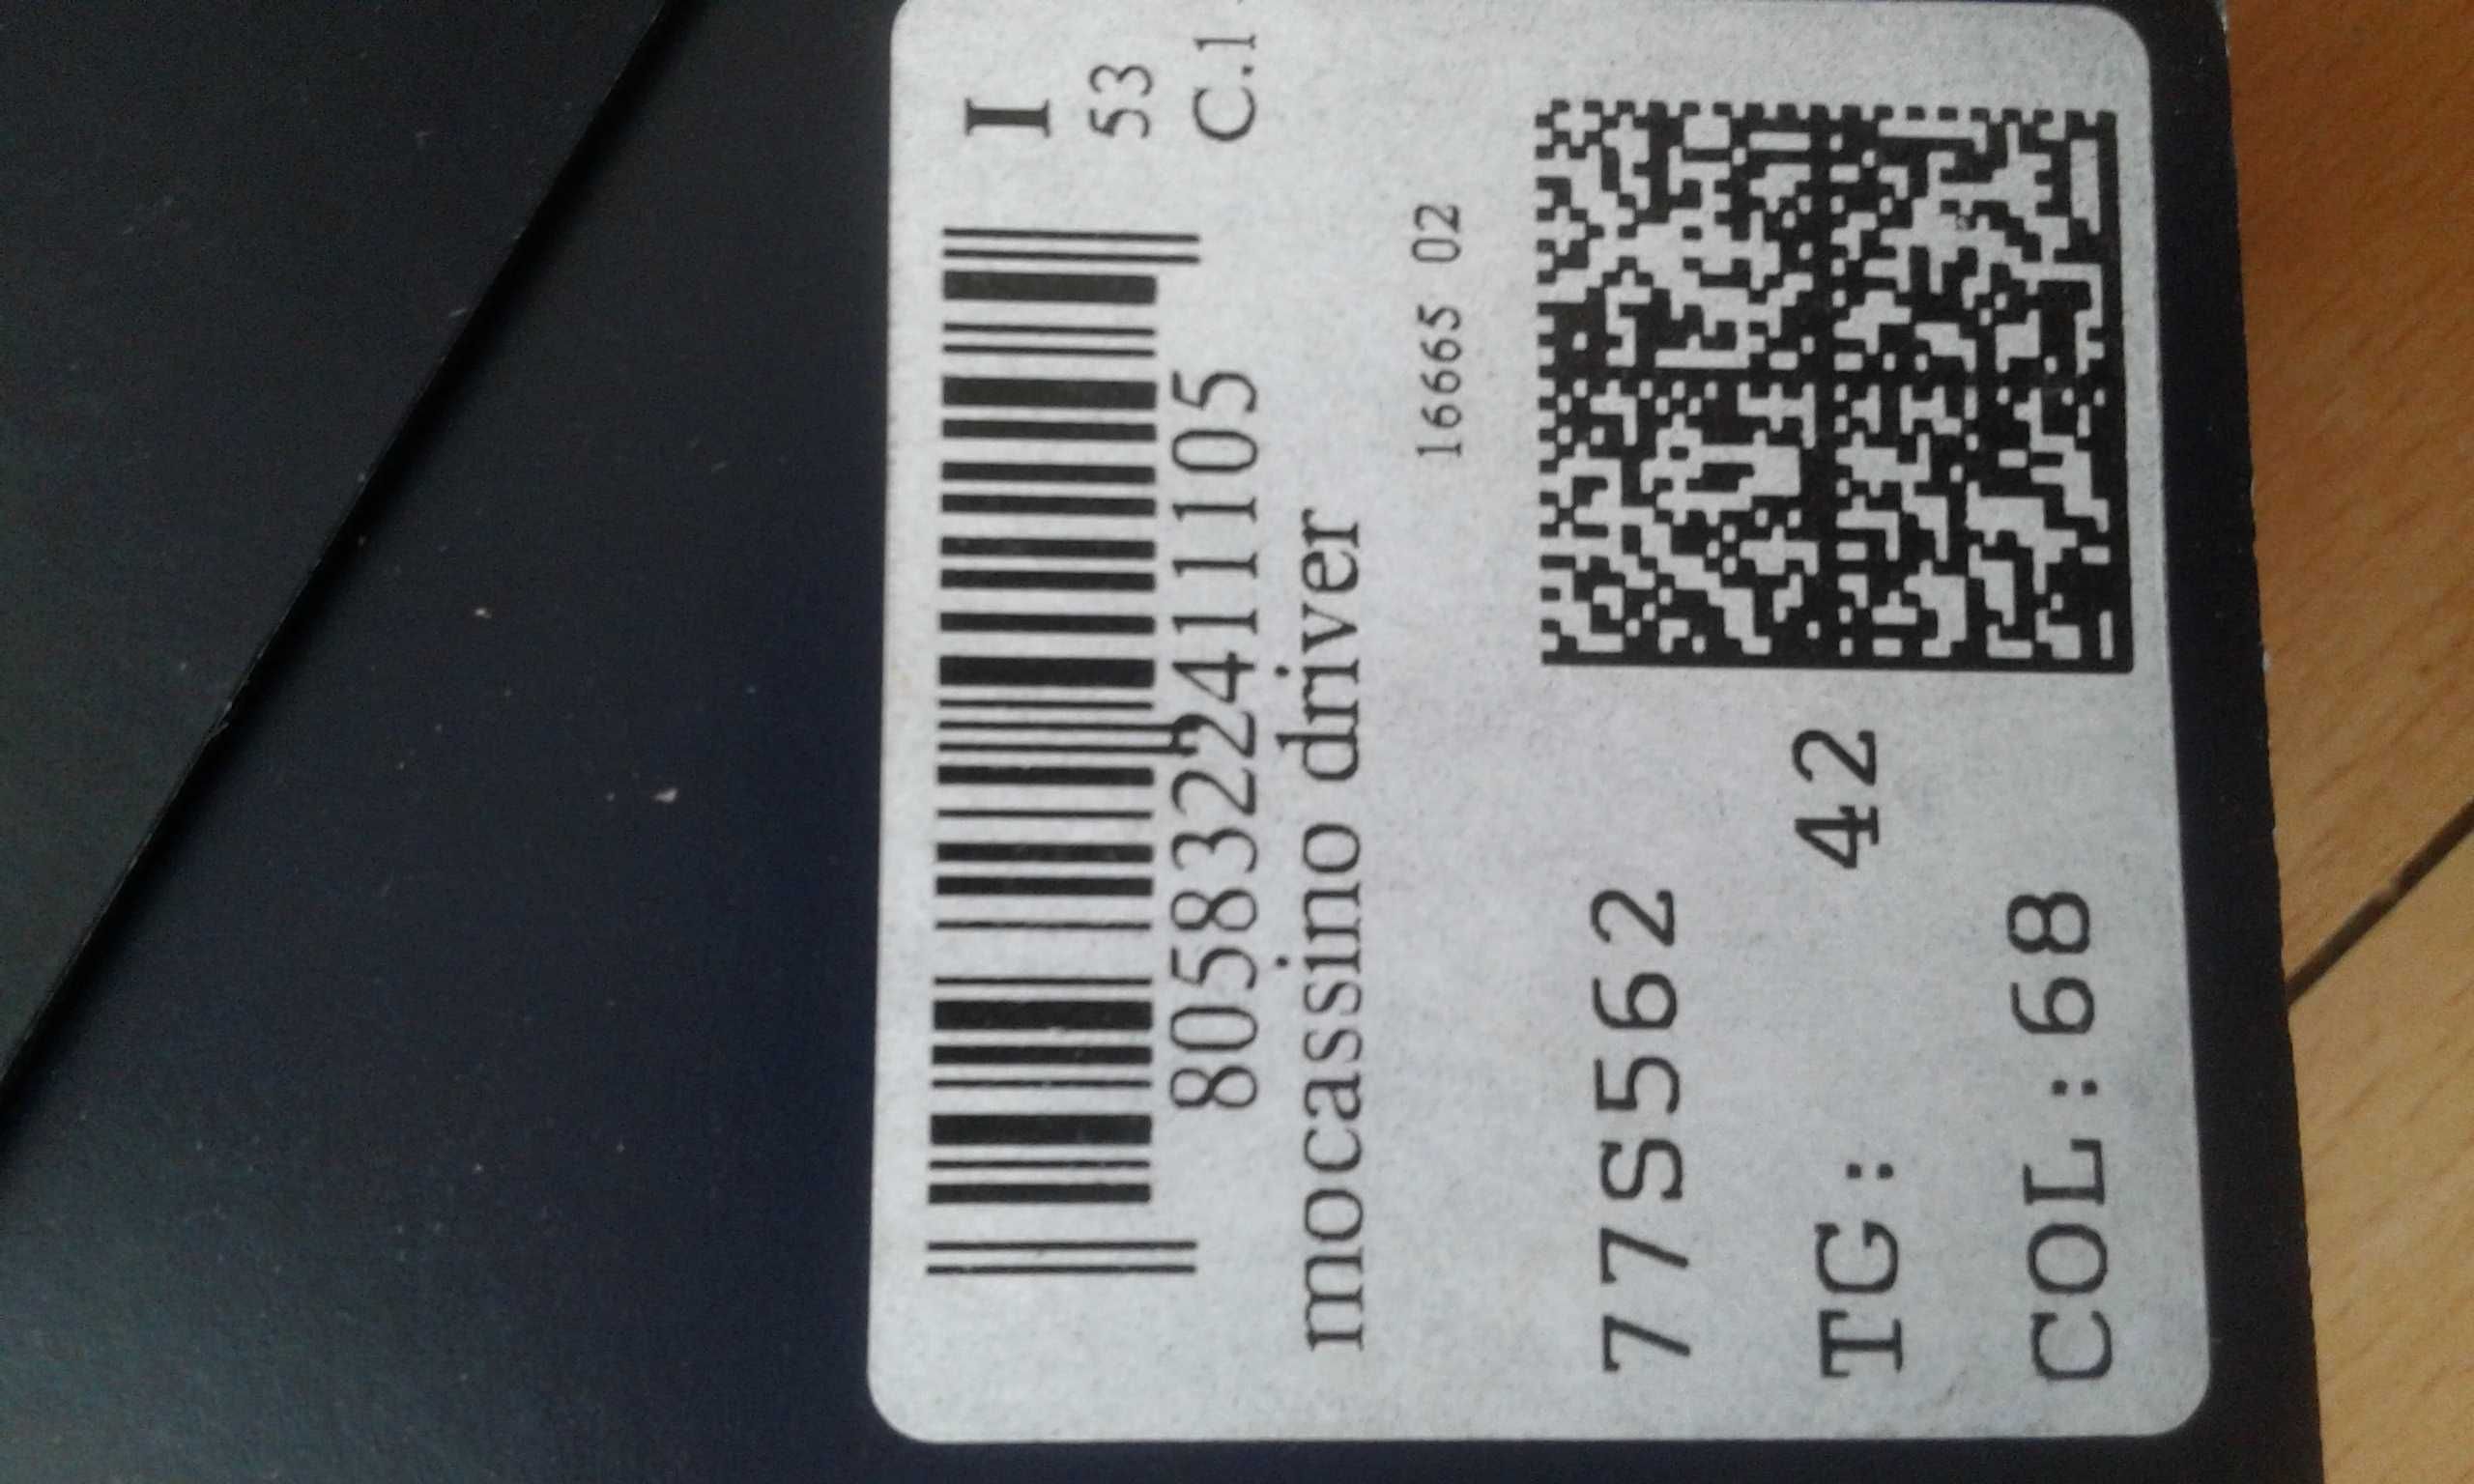 I
53
C.1
8058322411105
mocassino driver
16665 02
77S562
TG: 42
COL:68